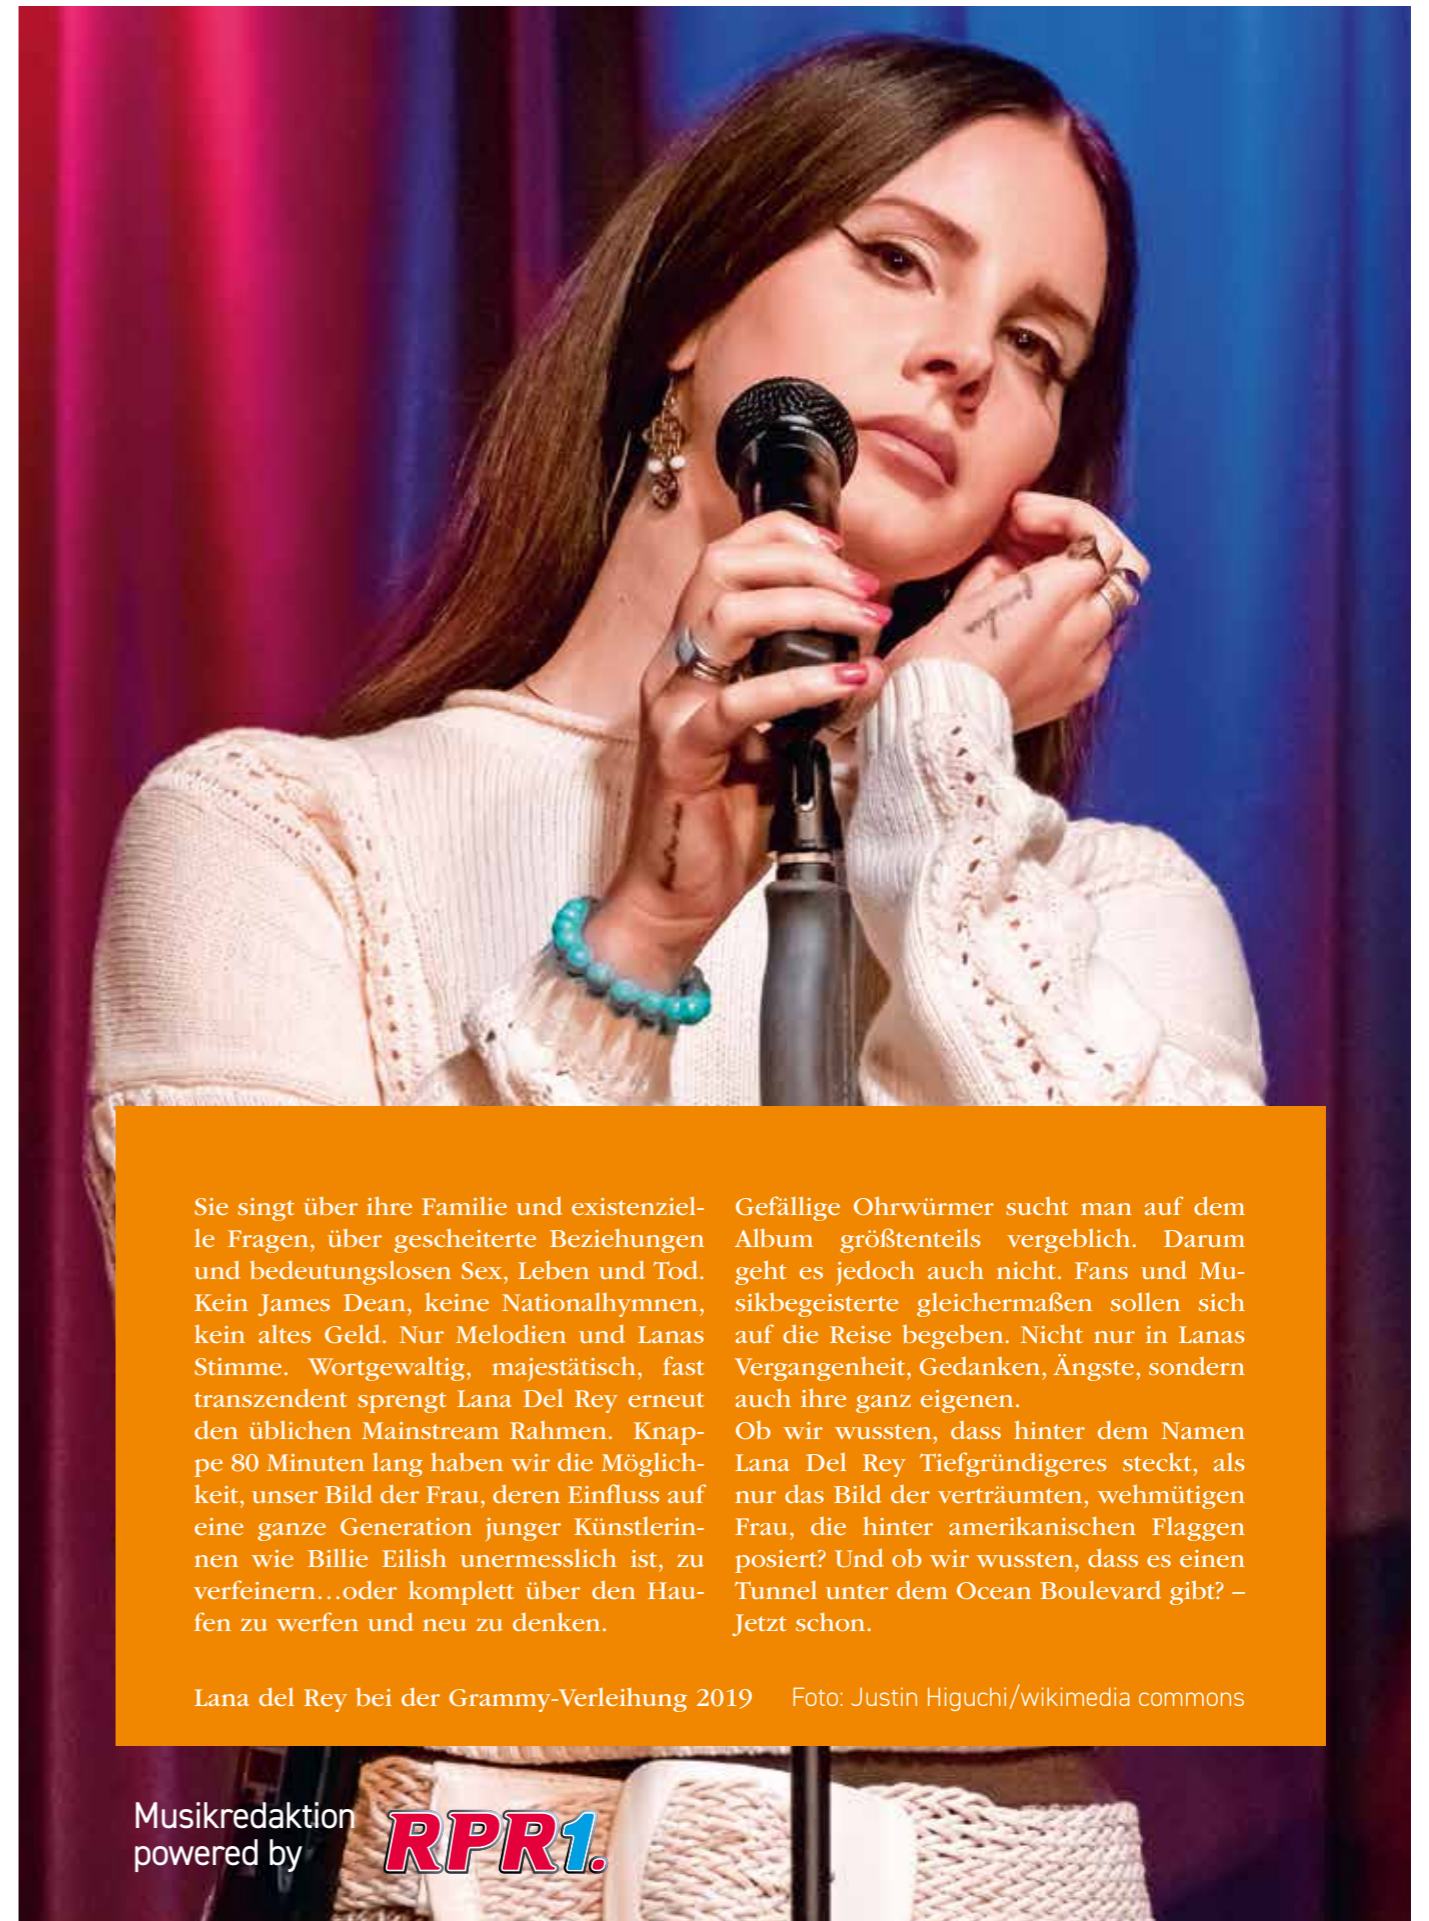 Sie singt über ihre Familie und existenziel-
le Fragen, über gescheiterte Beziehungen
und bedeutungslosen Sex, Leben und Tod.
Kein James Dean, keine Nationalhymnen,
kein altes Geld. Nur Melodien und Lanas
Stimme. Wortgewaltig, majestätisch, fast
transzendent sprengt Lana Del Rey erneut
den üblichen Mainstream Rahmen. Knap-
pe 80 Minuten lang haben wir die Möglich-
keit, unser Bild der Frau, deren Einfluss auf
eine ganze Generation junger Künstlerin-
nen wie Billie Eilish unermesslich ist, zu
verfeinern…oder komplett über den Hau-
fen zu werfen und neu zu denken.
Gefällige Ohrwürmer sucht man auf dem
Album größtenteils vergeblich. Darum
geht es jedoch auch nicht. Fans und Mu-
sikbegeisterte gleichermaßen sollen sich
auf die Reise begeben. Nicht nur in Lanas
Vergangenheit, Gedanken, Ängste, sondern
auch ihre ganz eigenen.
Ob wir wussten, dass hinter dem Namen
Lana Del Rey Tiefgründigeres steckt, als
nur das Bild der verträumten, wehmütigen
Frau, die hinter amerikanischen Flaggen
posiert? Und ob wir wussten, dass es einen
Tunnel unter dem Ocean Boulevard gibt? –
Jetzt schon.
Lana del Rey bei der Grammy-Verleihung 2019 Foto: Justin Higuchi/wikimedia commons
Musikredaktion
powered by
RPR1.